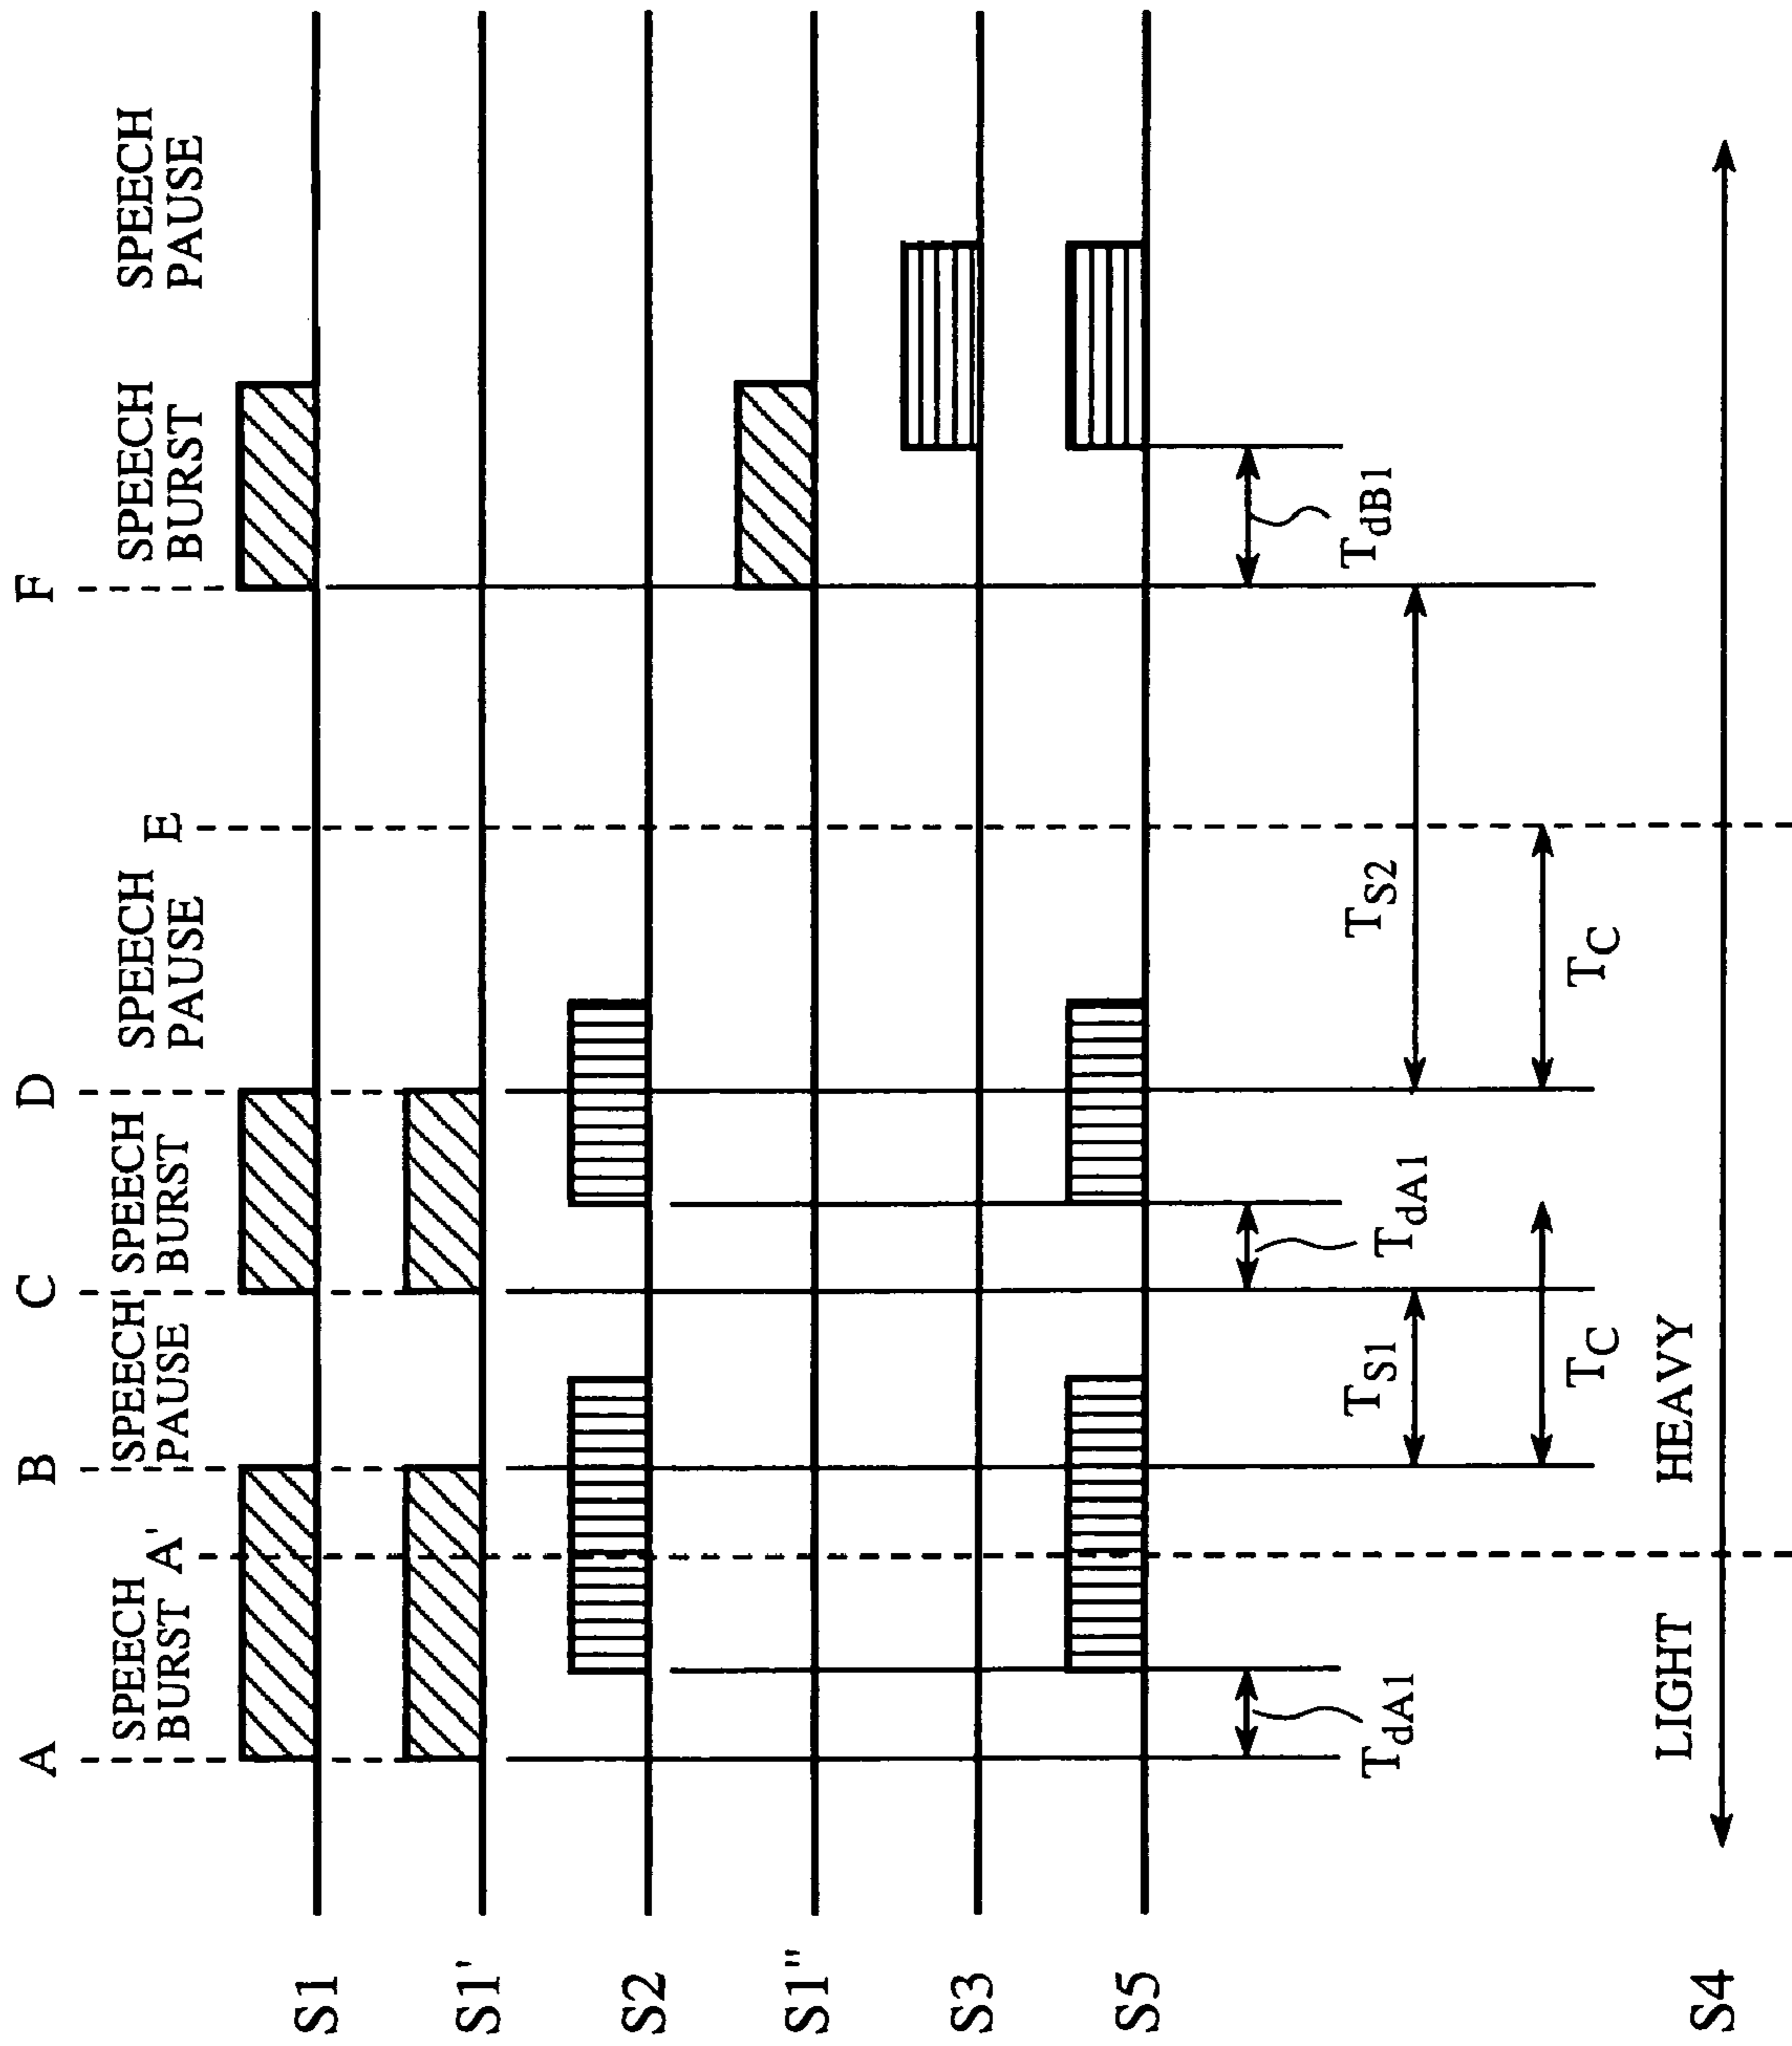 A
B
C
D
F
SPEECH
BURST
A'
SPEECH
PAUSE
SPEECH
BURST
SPEECH
PAUSE
E
SPEECH
BURST
SPEECH
PAUSE
S1
S1'
S2
S1"
S3
S5
TdA1
TdA1
TdB1
TS1
TS2
TC
TC
LIGHT
HEAVY
S4